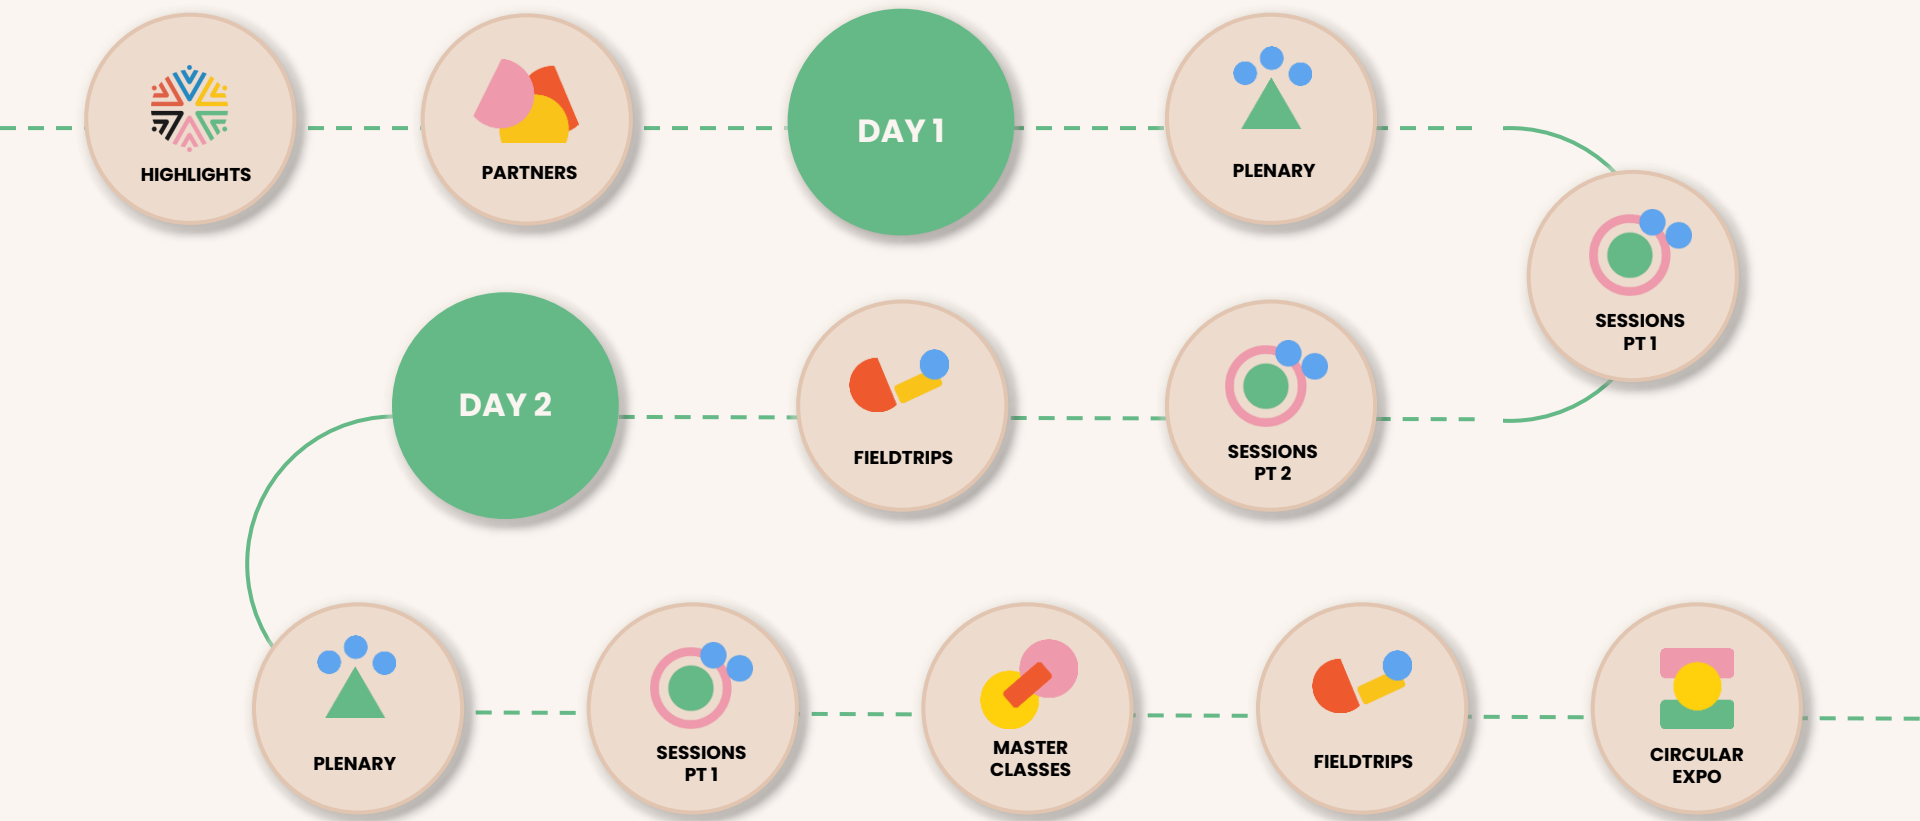 HIGHLIGHTS
PARTNERS
DAY 1
PLENARY
SESSIONS
PT 1
DAY 2
FIELDTRIPS
SESSIONS
PT 2
PLENARY
SESSIONS
PT 1
MASTER
CLASSES
FIELDTRIPS
CIRCULAR
EXPO